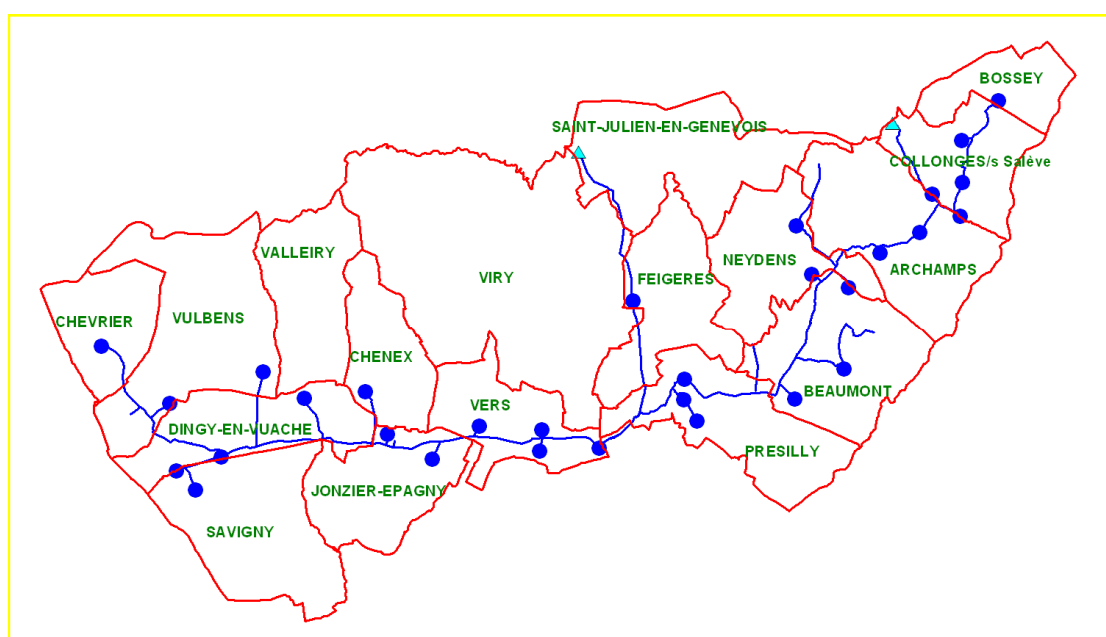 BOSSEY
SAINT-JULIEN-EN-GENEVOIS
COLLONGES/s Salève
VALLEIRY
NEYDENS
ARCHAMPS
VIRY
FEIGERES
CHEVRIER
VULBENS
CHENEX
BEAUMONT
VERS
DINGY-EN-VUACHE
PRESILLY
JONZIER-EPAGNY
SAVIGNY